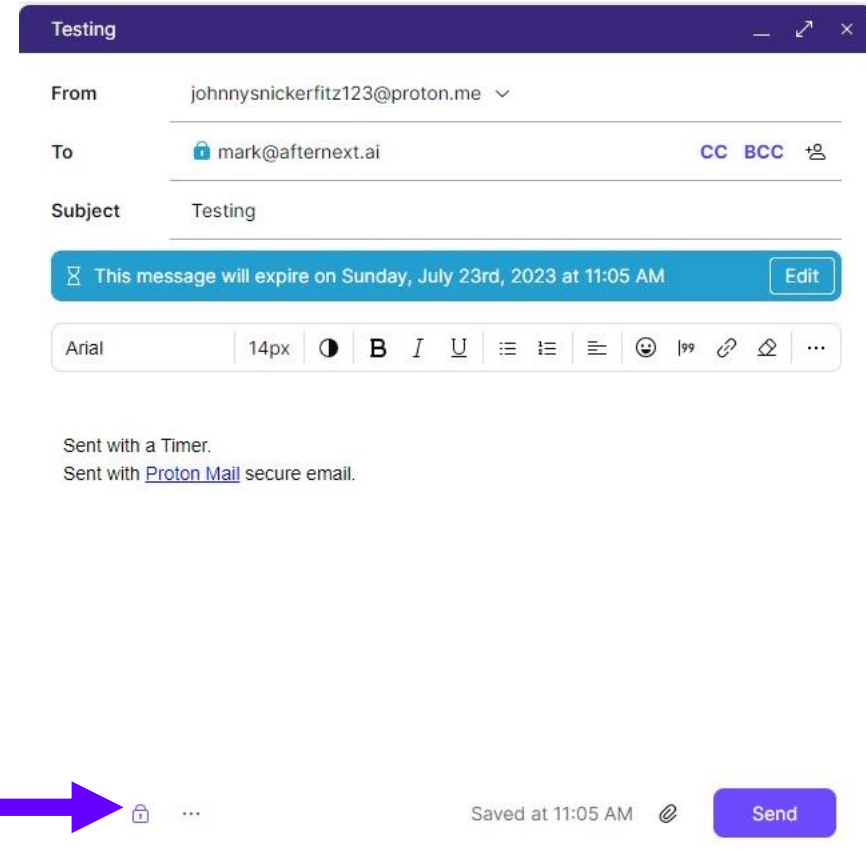 Testing
From johnnysnickerfitz123@proton.me
To mark@afternext.ai CC BCC
Subject Testing
This message will expire on Sunday, July 23rd, 2023 at 11:05 AM Edit
Arial 14px B I U
Sent with a Timer.
Sent with Proton Mail secure email.
Saved at 11:05 AM Send